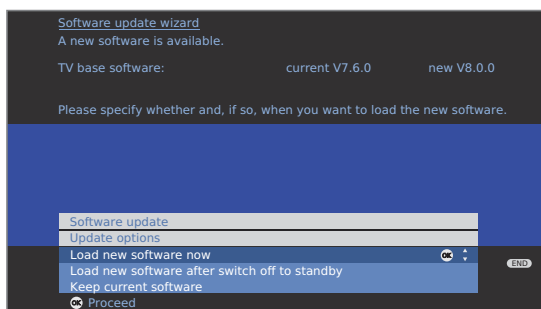 Software update wizard
A new software is available.
TV base software: current V7.6.0 new V8.0.0
Please specify whether and, if so, when you want to load the new software.
Software update
Update options
Load new software now OK
END
Load new software after switch off to standby
Keep current software
OK Proceed